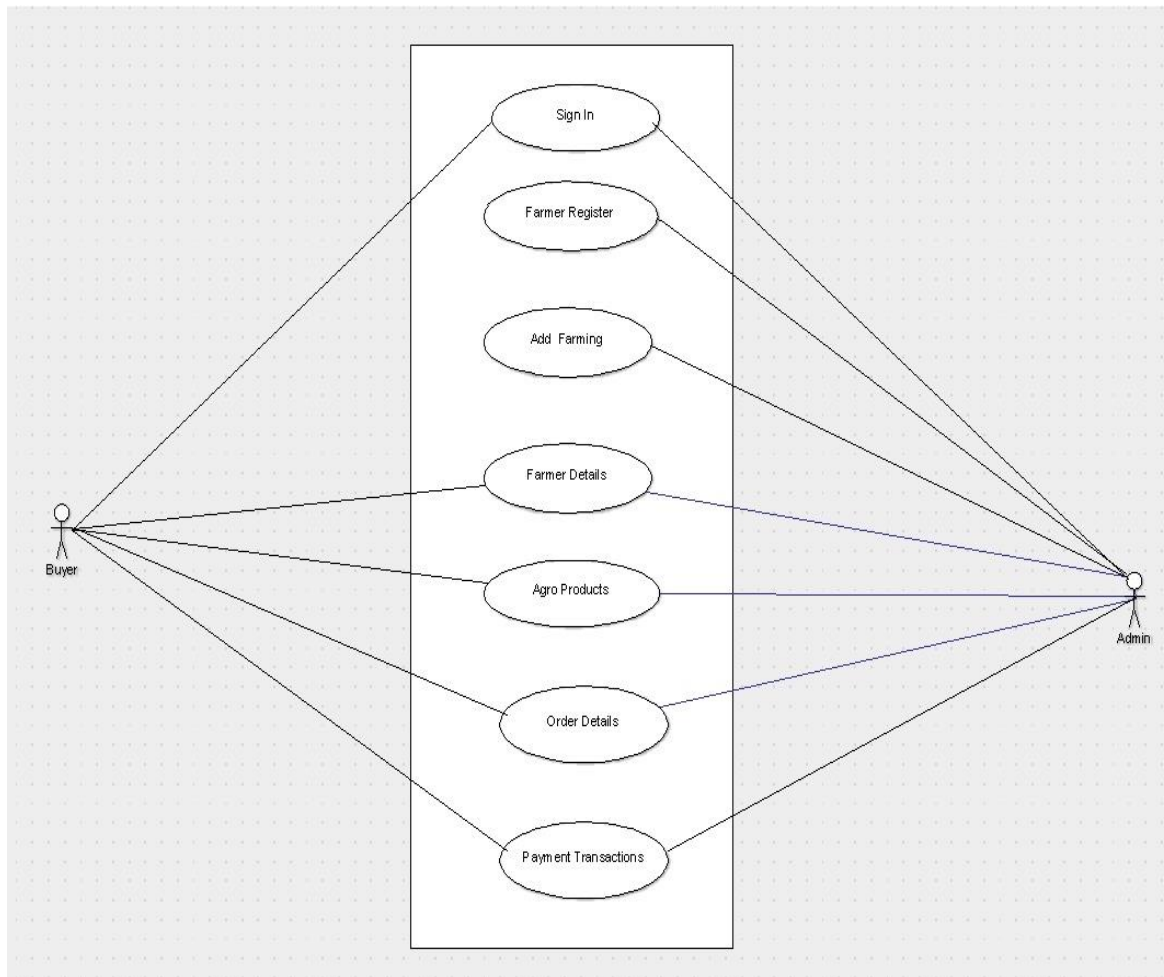 Sign In
Farmer Register
Add Farming
Farmer Details
Buyer
Agro Products
Admin
Order Details
Payment Transactions